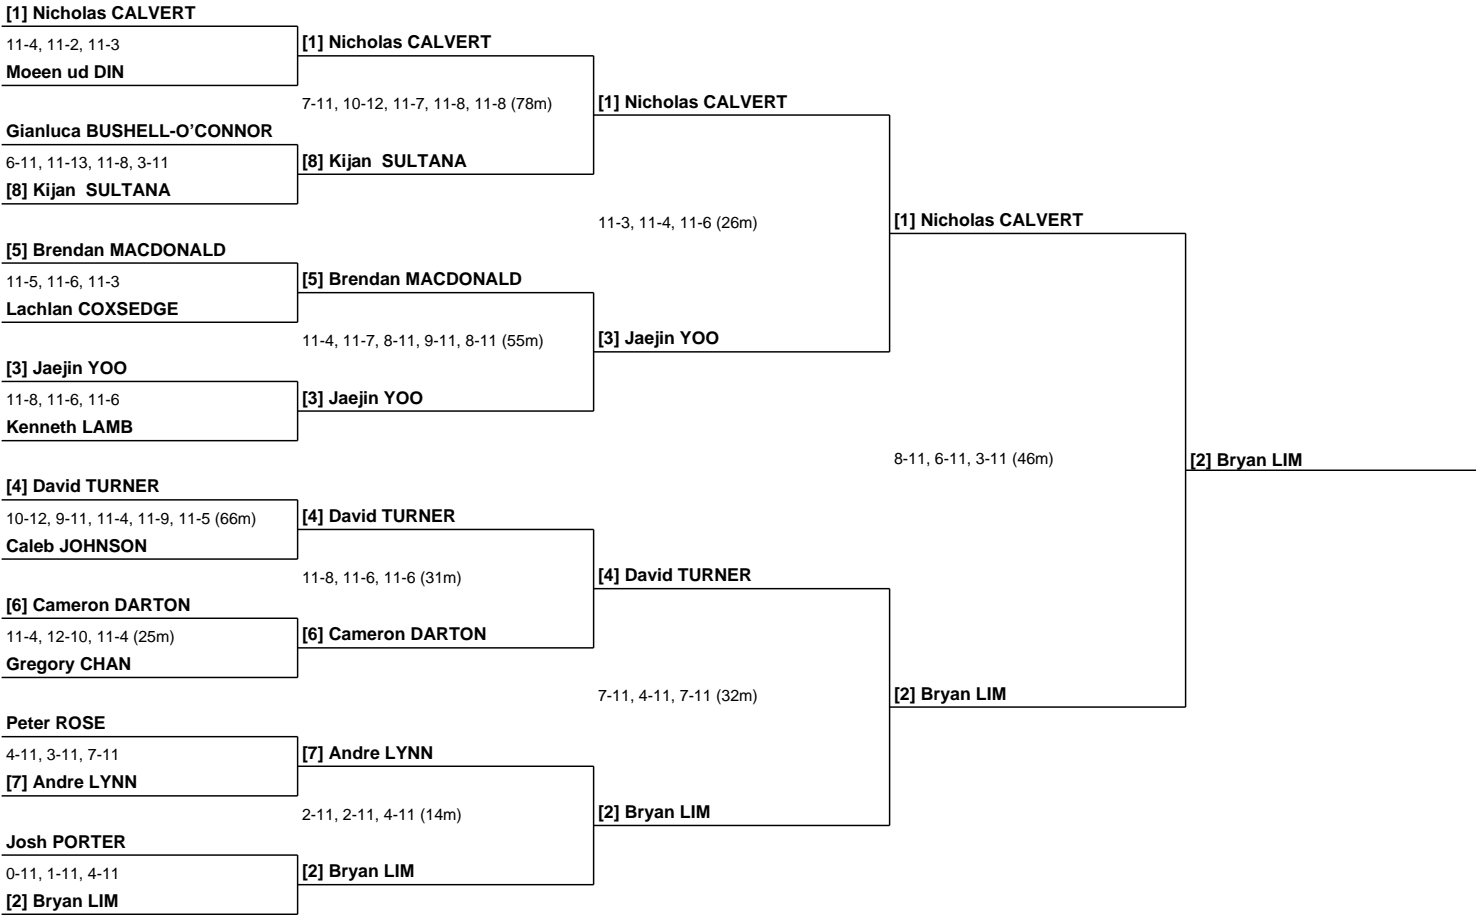 [1] Nicholas CALVERT
11-4, 11-2, 11-3
Moeen ud DIN
Gianluca BUSHELL-O'CONNOR
6-11, 11-13, 11-8, 3-11
[8] Kijan  SULTANA
[5] Brendan MACDONALD
11-5, 11-6, 11-3
Lachlan COXSEDGE
[3] Jaejin YOO
11-8, 11-6, 11-6
Kenneth LAMB
[4] David TURNER
10-12, 9-11, 11-4, 11-9, 11-5 (66m)
Caleb JOHNSON
[6] Cameron DARTON
11-4, 12-10, 11-4 (25m)
Gregory CHAN
Peter ROSE
4-11, 3-11, 7-11
[7] Andre LYNN
Josh PORTER
0-11, 1-11, 4-11
[2] Bryan LIM
[1] Nicholas CALVERT
7-11, 10-12, 11-7, 11-8, 11-8 (78m)
[8] Kijan  SULTANA
[5] Brendan MACDONALD
11-4, 11-7, 8-11, 9-11, 8-11 (55m)
[3] Jaejin YOO
[4] David TURNER
11-8, 11-6, 11-6 (31m)
[6] Cameron DARTON
[7] Andre LYNN
2-11, 2-11, 4-11 (14m)
[2] Bryan LIM
[1] Nicholas CALVERT
11-3, 11-4, 11-6 (26m)
[3] Jaejin YOO
[4] David TURNER
7-11, 4-11, 7-11 (32m)
[2] Bryan LIM
[1] Nicholas CALVERT
8-11, 6-11, 3-11 (46m)
[2] Bryan LIM
[2] Bryan LIM